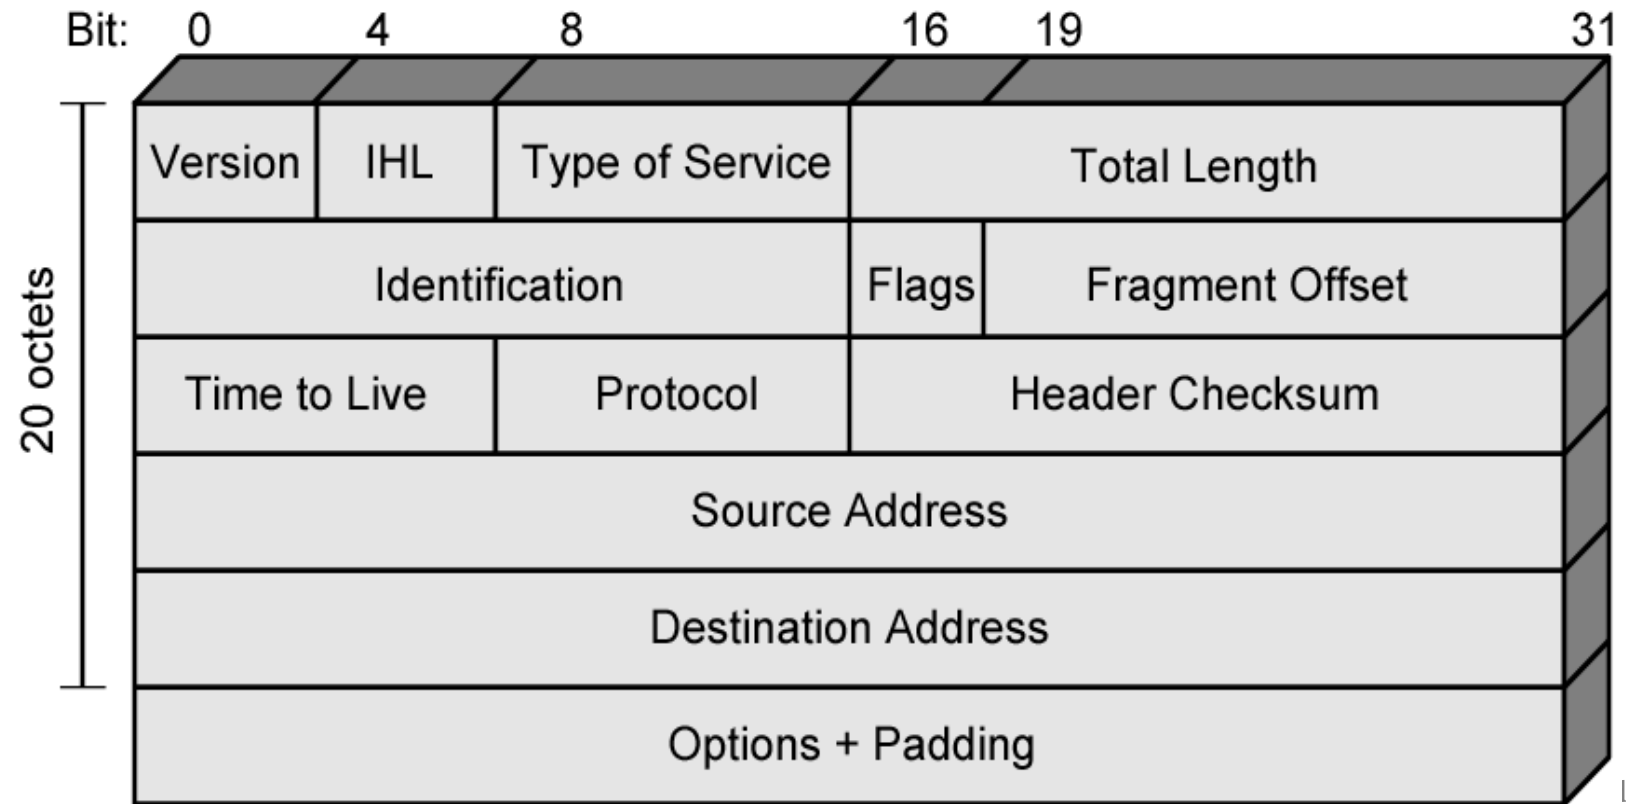 Bit: 0 4 8 16 19 31
Version IHL Type of Service Total Length
Identification Flags Fragment Offset
20 octets
Time to Live Protocol Header Checksum
Source Address
Destination Address
Options + Padding